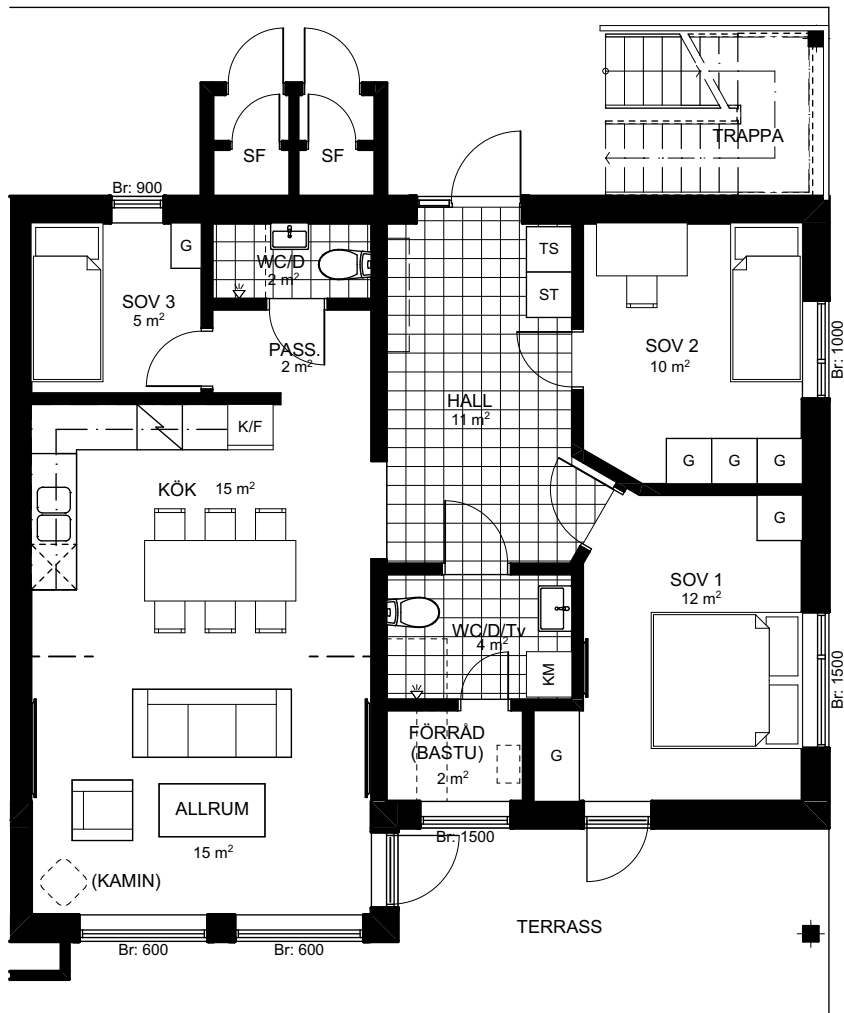 SF
SF
TRAPPA
Br: 900
G
WC/D
2 m²
TS
ST
SOV 3
5 m²
PASS.
2 m²
SOV 2
10 m²
Br: 1000
K/F
HALL
11 m²
KÖK 15 m²
G
G
G
G
SOV 1
12 m²
WC/D/Tv
4 m²
KM
Br: 1500
FÖRRÅD
(BASTU)
2 m²
G
ALLRUM
15 m²
Br: 1500
(KAMIN)
TERRASS
Br: 600
Br: 600